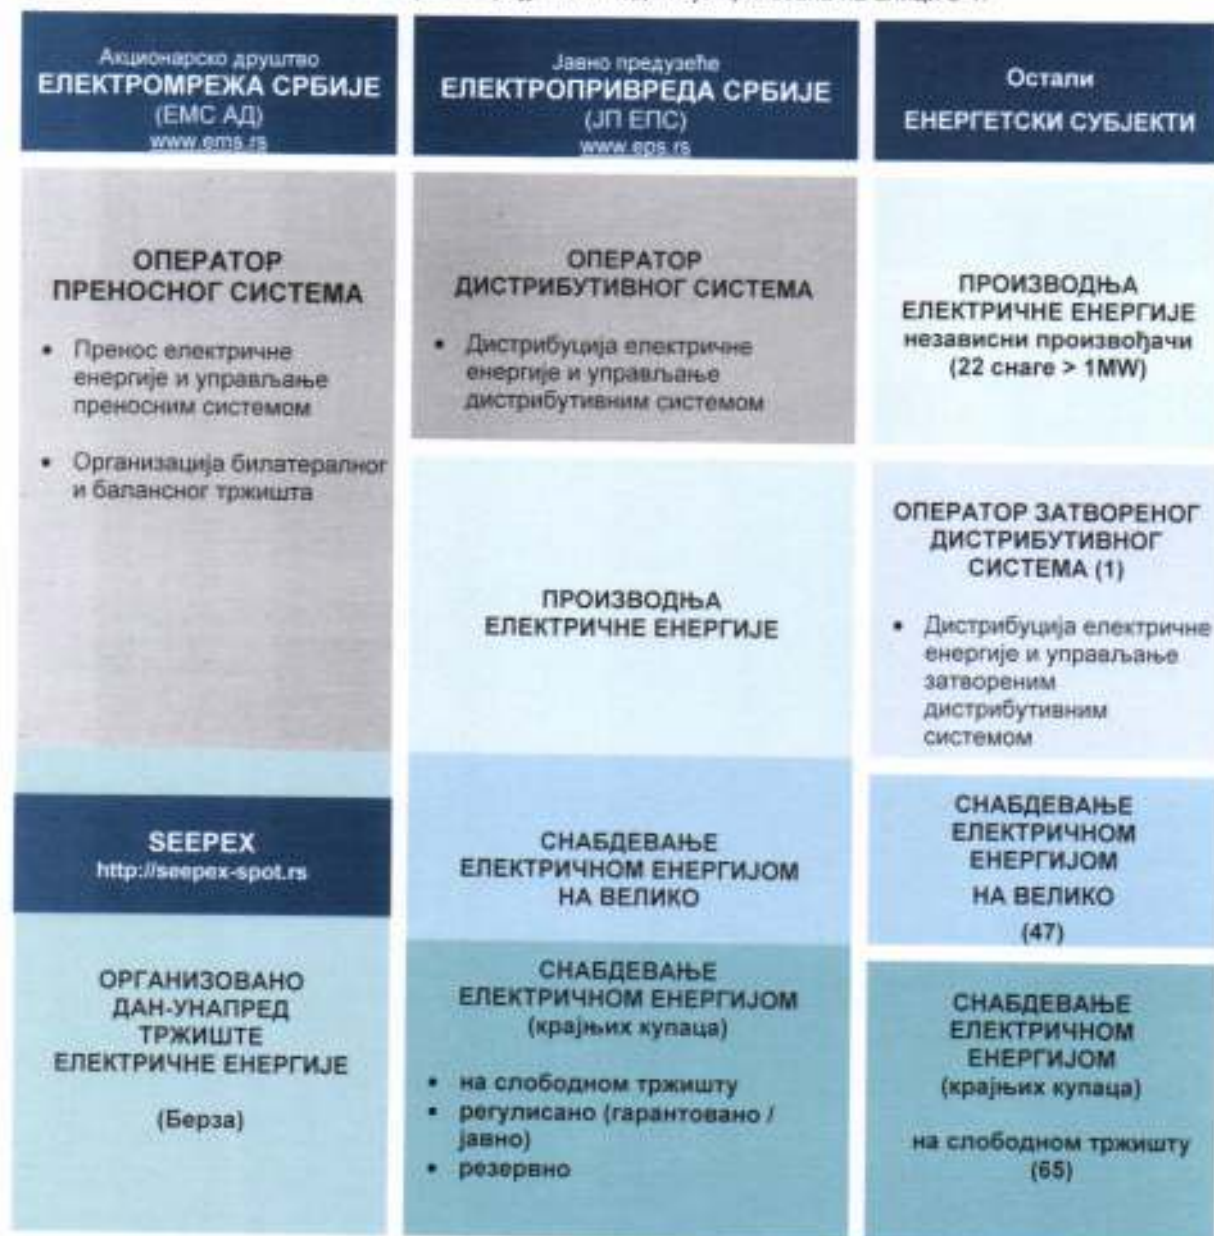 Акционарско друштво
ЕЛЕКТРОМРЕЖА СРБИЈЕ
(ЕМС АД)
www.ems.rs
ОПЕРАТОР
ПРЕНОСНОГ СИСТЕМА
• Пренос електричне
енергије и управљање
преносним системом
• Организација билатералног
и балансног тржишта
SEEPEX
http://seepex-spot.rs
ОРГАНИЗОВАНО
ДАН-УНАПРЕД
ТРЖИШТЕ
ЕЛЕКТРИЧНЕ ЕНЕРГИЈЕ
(Берза)
Јавно предузеће
ЕЛЕКТРОПРИВРЕДА СРБИЈЕ
(ЈП ЕПС)
www.eps.rs
ОПЕРАТОР
ДИСТРИБУТИВНОГ СИСТЕМА
• Дистрибуција електричне
енергије и управљање
дистрибутивним системом
ПРОИЗВОДЊА
ЕЛЕКТРИЧНЕ ЕНЕРГИЈЕ
СНАБДЕВАЊЕ
ЕЛЕКТРИЧНОМ ЕНЕРГИЈОМ
НА ВЕЛИКО
СНАБДЕВАЊЕ
ЕЛЕКТРИЧНОМ ЕНЕРГИЈОМ
(крајњих купаца)
• на слободном тржишту
• регулисано (гарантовано /
јавно)
• резервно
Остали
ЕНЕРГЕТСКИ СУБЈЕКТИ
ПРОИЗВОДЊА
ЕЛЕКТРИЧНЕ ЕНЕРГИЈЕ
независни произвођачи
(22 снаге > 1MW)
ОПЕРАТОР ЗАТВОРЕНОГ
ДИСТРИБУТИВНОГ
СИСТЕМА (1)
• Дистрибуција електричне
енергије и управљање
затвореним
дистрибутивним
системом
СНАБДЕВАЊЕ
ЕЛЕКТРИЧНОМ
ЕНЕРГИЈОМ
НА ВЕЛИКО
(47)
СНАБДЕВАЊЕ
ЕЛЕКТРИЧНОМ
ЕНЕРГИЈОМ
(крајњих купаца)
на слободном тржишту
(65)